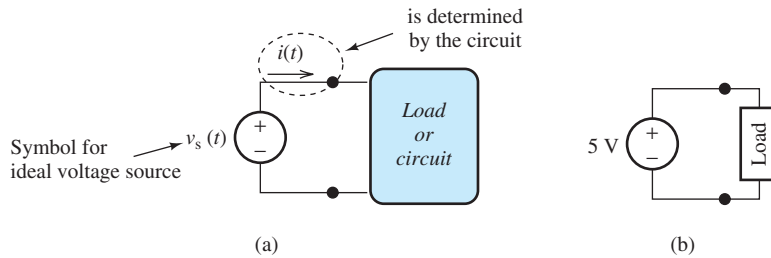 is determined
by the circuit
i(t)
+
−
v_s (t)
Symbol for
ideal voltage source
Load
or
circuit
(a)
5 V
+
−
Load
(b)